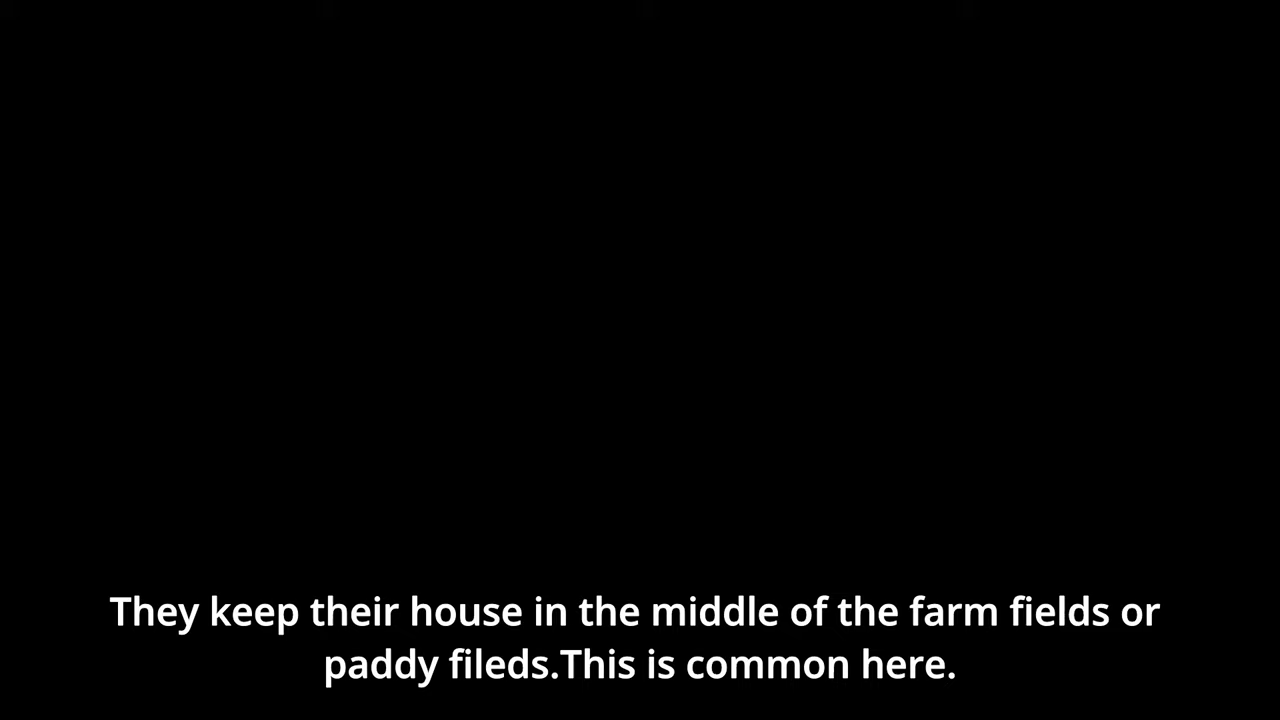 They keep their house in the middle of the farm fields or
paddy fileds.This is common here.